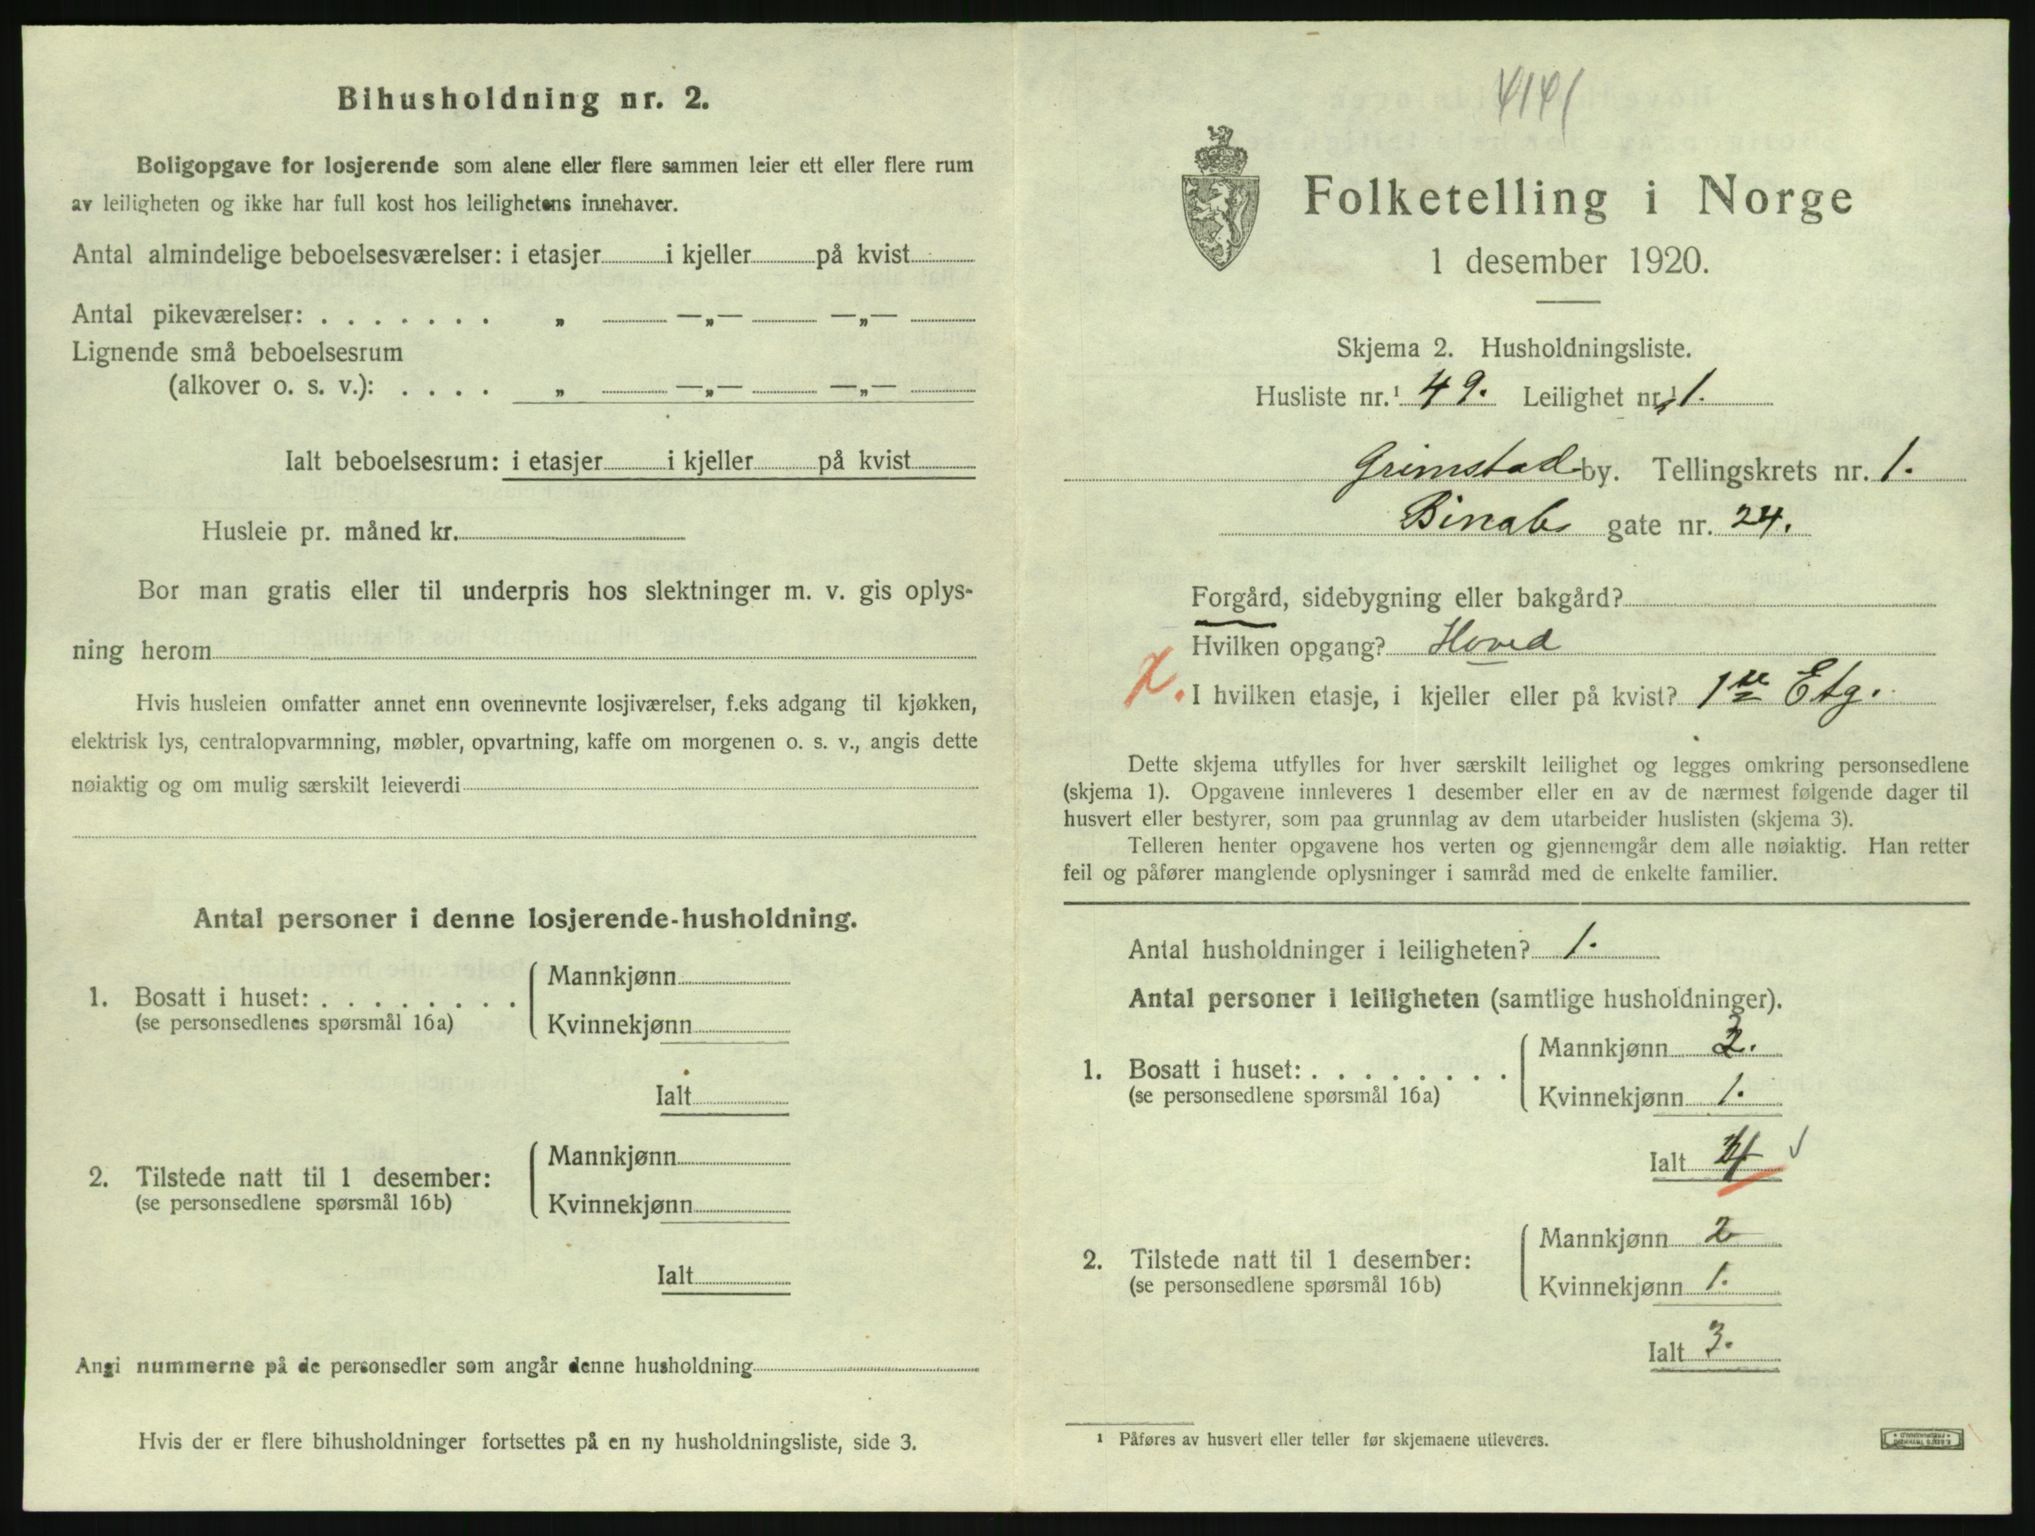 Bihusholdning nr. 2.
Boligopgave for losjerende som alene eller flere sammen leier ett eller flere rum
av leiligheten og ikke har full kost hos leilighetens innehaver.
Antal almindelige beboelsesværelser: i etasjer i kjeller på kvist
Antal pikeværelser: . . . . . . . „ —„— —„—
Lignende små beboelsesrum
(alkover o. s. v.): . . . . „ —„— —„—
Ialt beboelsesrum: i etasjer i kjeller på kvist
Husleie pr. måned kr.
Bor man gratis eller til underpris hos slektninger m. v. gis oplys-
ning herom
Hvis husleien omfatter annet enn ovennevnte losjiværelser, f.eks adgang til kjøkken,
elektrisk lys, centralopvarmning, møbler, opvartning, kaffe om morgenen o. s. v., angis dette
nøiaktig og om mulig særskilt leieverdi
Antal personer i denne losjerende-husholdning.
1. Bosatt i huset: . . . . . . . . Mannkjønn
(se personsedlenes spørsmål 16a) Kvinnekjønn
Ialt
2. Tilstede natt til 1 desember: Mannkjønn
(se personsedlene spørsmål 16b) Kvinnekjønn
Ialt
Angi nummerne på de personsedler som angår denne husholdning
Hvis der er flere bihusholdninger fortsettes på en ny husholdningsliste, side 3.
Folketelling i Norge
1 desember 1920.
Skjema 2. Husholdningsliste.
Husliste nr.¹ 49. Leilighet nr.¹ 1.
Grimstad by. Tellingskrets nr. 1.
gate nr. 24.
Forgård, sidebygning eller bakgård?
Hvilken opgang? Hoved
I hvilken etasje, i kjeller eller på kvist? 1ste Etg.
Dette skjema utfylles for hver særskilt leilighet og legges omkring personsedlene
(skjema 1). Opgavene innleveres 1 desember eller en av de nærmest følgende dager til
husvert eller bestyrer, som paa grunnlag av dem utarbeider huslisten (skjema 3).
Telleren henter opgavene hos verten og gjennemgår dem alle nøiaktig. Han retter
feil og påfører manglende oplysninger i samråd med de enkelte familier.
Antal husholdninger i leiligheten? 1.
Antal personer i leiligheten (samtlige husholdninger).
1. Bosatt i huset: . . . . . . . . Mannkjønn 3.
(se personsedlene spørsmål 16a) Kvinnekjønn 1.
Ialt 4
2. Tilstede natt til 1 desember: Mannkjønn 2
(se personsedlene spørsmål 16b) Kvinnekjønn 1.
Ialt 3.
¹ Påføres av husvert eller teller før skjemaene utleveres.